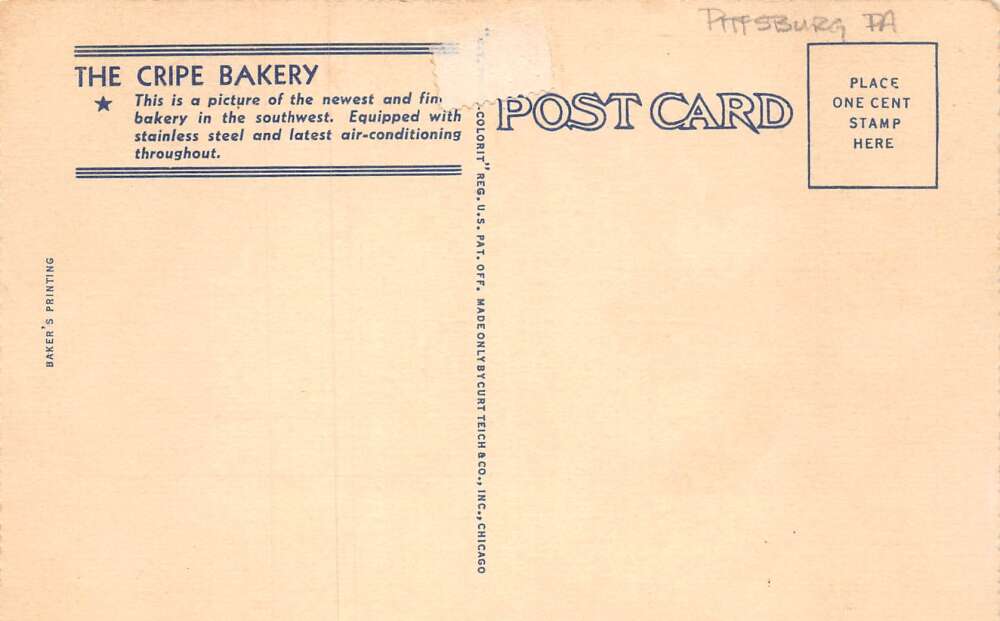 PITTSBURG PA
THE CRIPE BAKERY
★ This is a picture of the newest and
bakery in the southwest. Equipped with
stainless steel and latest air-conditioning
throughout.
POST CARD
PLACE
ONE CENT
STAMP
HERE
BAKER'S PRINTING
"COLORIT" REG. U.S. PAT. OFF. MADE ONLY BY CURT TEICH & CO., INC., CHICAGO